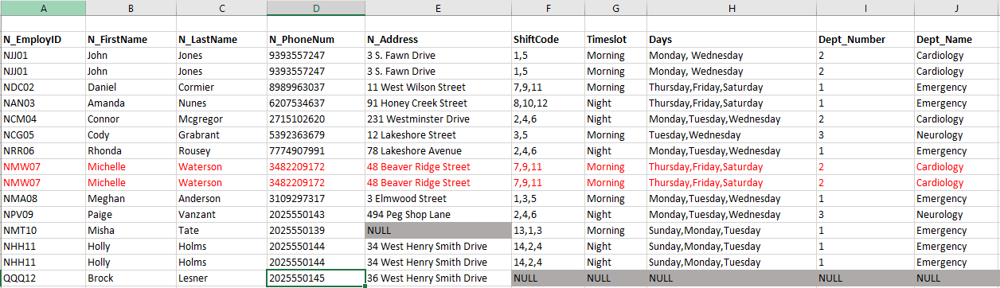 A B C D E F G H I J
N_EmployID N_FirstName N_LastName N_PhoneNum N_Address ShiftCode Timeslot Days Dept_Number Dept_Name
NJJ01 John Jones 9393557247 3 S. Fawn Drive 1,5 Morning Monday, Wednesday 2 Cardiology
NJJ01 John Jones 9393557247 3 S. Fawn Drive 1,5 Morning Monday, Wednesday 2 Cardiology
NDC02 Daniel Cormier 8989963037 11 West Wilson Street 7,9,11 Morning Thursday,Friday,Saturday 1 Emergency
NAN03 Amanda Nunes 6207534637 91 Honey Creek Street 8,10,12 Night Thursday,Friday,Saturday 1 Emergency
NCM04 Connor Mcgregor 2715102620 231 Westminster Drive 2,4,6 Night Monday,Tuesday,Wednesday 2 Cardiology
NCG05 Cody Grabrant 5392363679 12 Lakeshore Street 3,5 Morning Tuesday,Wednesday 3 Neurology
NRR06 Rhonda Rousey 7774907991 78 Lakeshore Avenue 2,4,6 Night Monday,Tuesday,Wednesday 1 Emergency
NMW07 Michelle Waterson 3482209172 48 Beaver Ridge Street 7,9,11 Morning Thursday,Friday,Saturday 2 Cardiology
NMW07 Michelle Waterson 3482209172 48 Beaver Ridge Street 7,9,11 Morning Thursday,Friday,Saturday 2 Cardiology
NMA08 Meghan Anderson 3109297317 3 Elmwood Street 1,3,5 Morning Monday,Tuesday,Wednesday 1 Emergency
NPV09 Paige Vanzant 2025550143 494 Peg Shop Lane 2,4,6 Night Monday,Tuesday,Wednesday 3 Neurology
NMT10 Misha Tate 2025550139 NULL 13,1,3 Morning Sunday,Monday,Tuesday 1 Emergency
NHH11 Holly Holms 2025550144 34 West Henry Smith Drive 14,2,4 Night Sunday,Monday,Tuesday 1 Emergency
NHH11 Holly Holms 2025550144 34 West Henry Smith Drive 14,2,4 Night Sunday,Monday,Tuesday 1 Emergency
QQQ12 Brock Lesner 2025550145 36 West Henry Smith Drive NULL NULL NULL NULL NULL